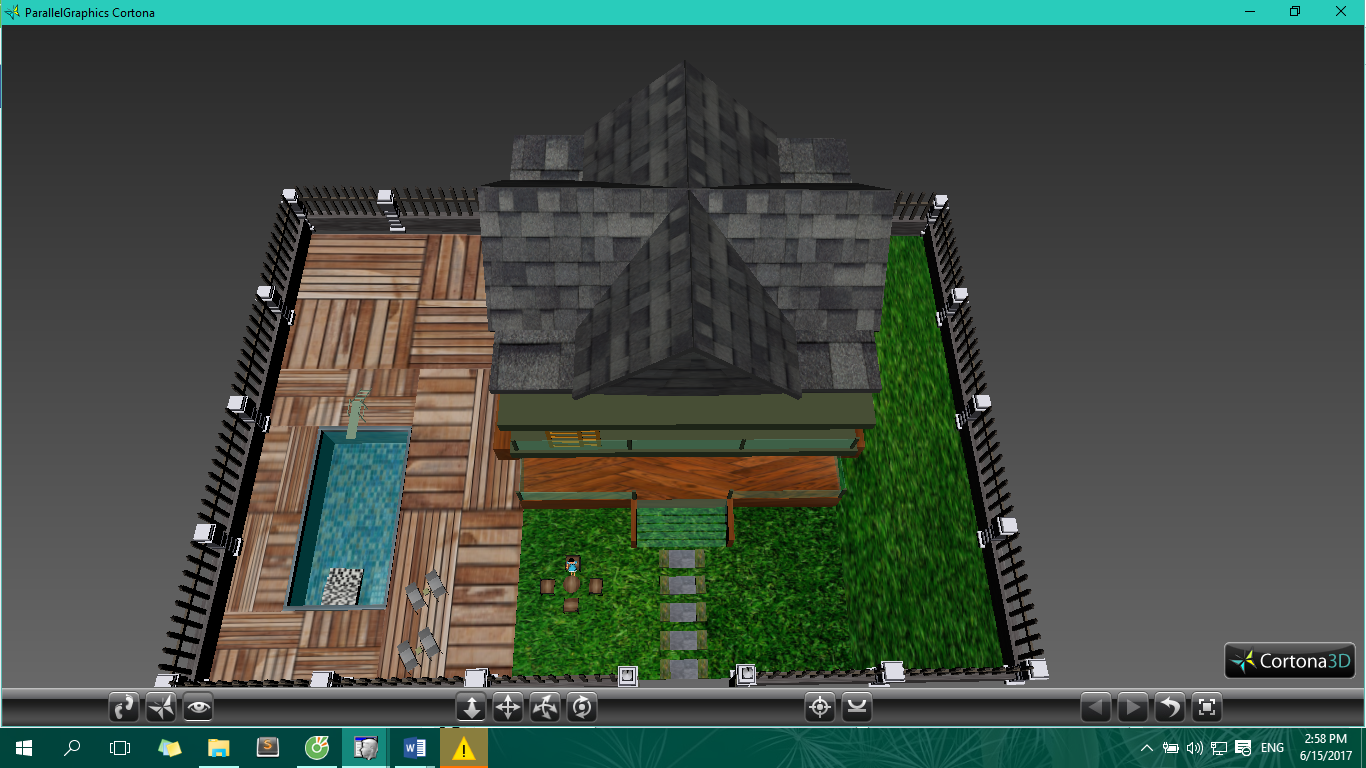 ParallelGraphics Cortona
Cortona3D
ENG
2:58 PM
6/15/2017